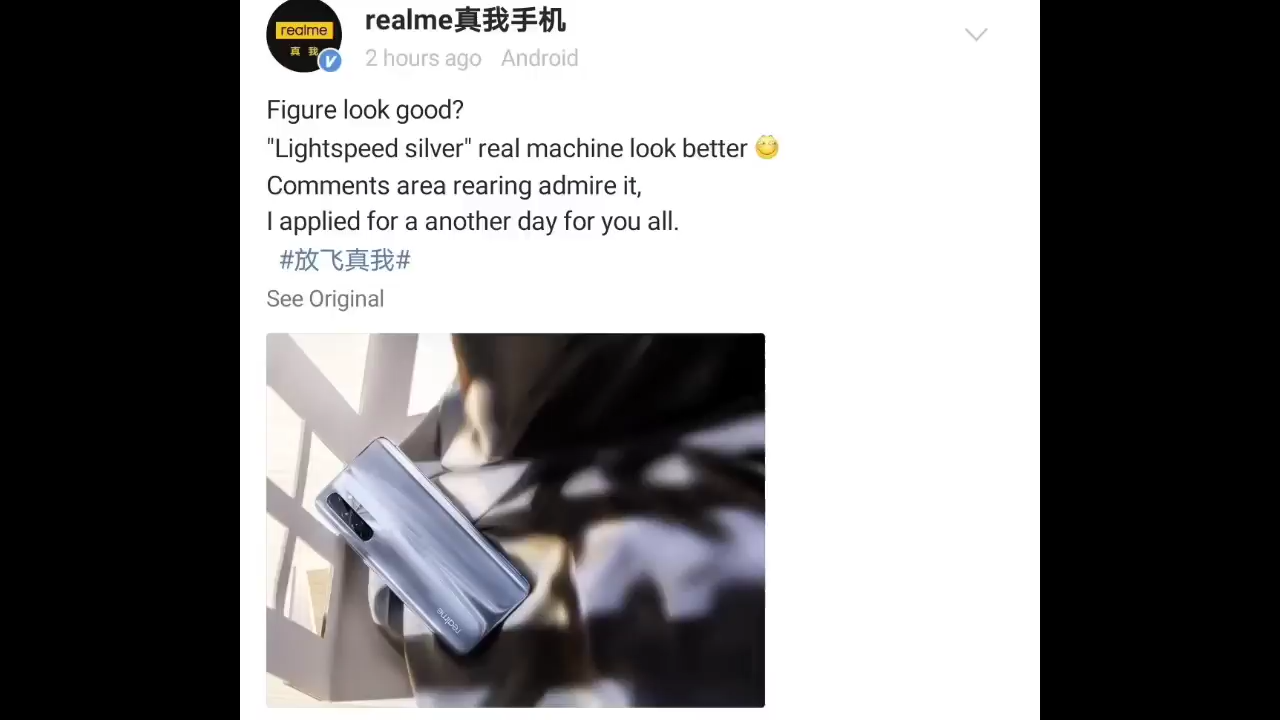 realme
真 我
realme真我手机
2 hours ago Android
Figure look good?
"Lightspeed silver" real machine look better 😊
Comments area rearing admire it,
I applied for a another day for you all.
#放飞真我#
See Original
realme